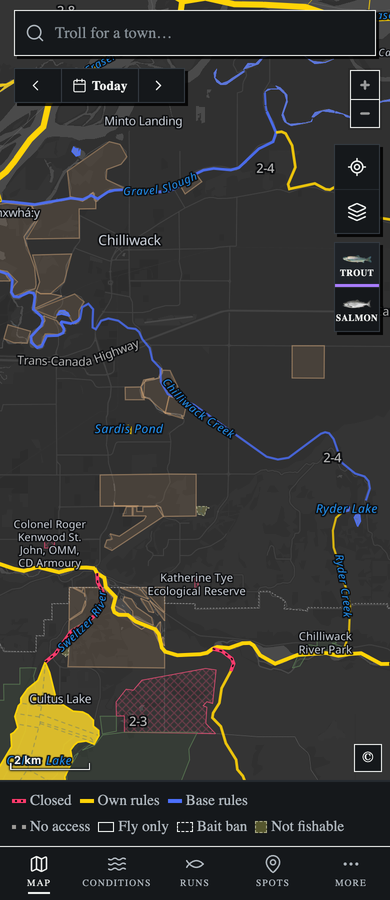 Troll for a town…
Today
Minto Landing
2-4
Gravel Slough
Chilliwack
TROUT
SALMON
Trans-Canada Highway
Chilliwack Creek
Sardis Pond
2-4
Ryder Lake
Colonel Roger
Kenwood St.
John, OMM,
CD Armoury
Katherine Tye
Ecological Reserve
Ryder Creek
Sweltzer River
Chilliwack
River Park
Cultus Lake
2-3
Lake
2 km
©
Closed
Own rules
Base rules
No access
Fly only
Bait ban
Not fishable
MAP
CONDITIONS
RUNS
SPOTS
MORE